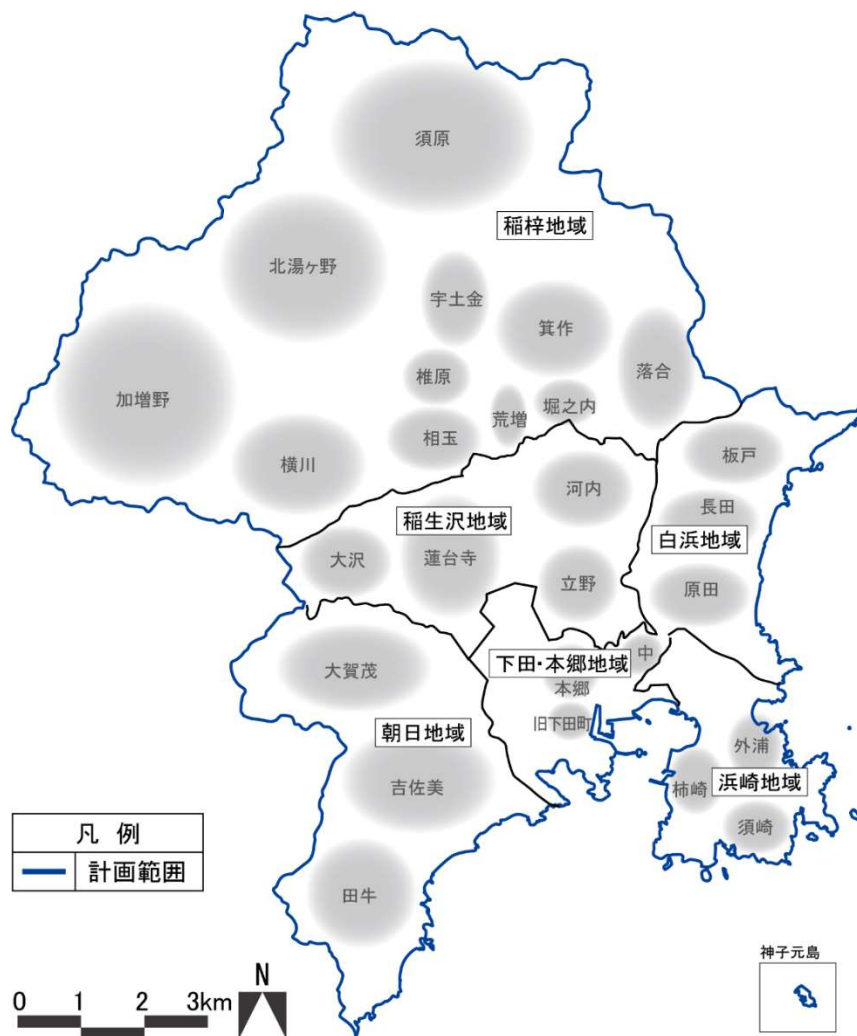 須原
稲梓地域
北湯ヶ野
宇土金
箕作
落合
椎原
加増野
荒増
堀之内
相玉
横川
板戸
河内
長田
稲生沢地域
白浜地域
大沢
蓮台寺
立野
原田
中
下田・本郷地域
大賀茂
本郷
旧下田町
朝日地域
外浦
吉佐美
柿崎
浜崎地域
須崎
凡 例
計画範囲
田牛
神子元島
N
0 1 2 3km